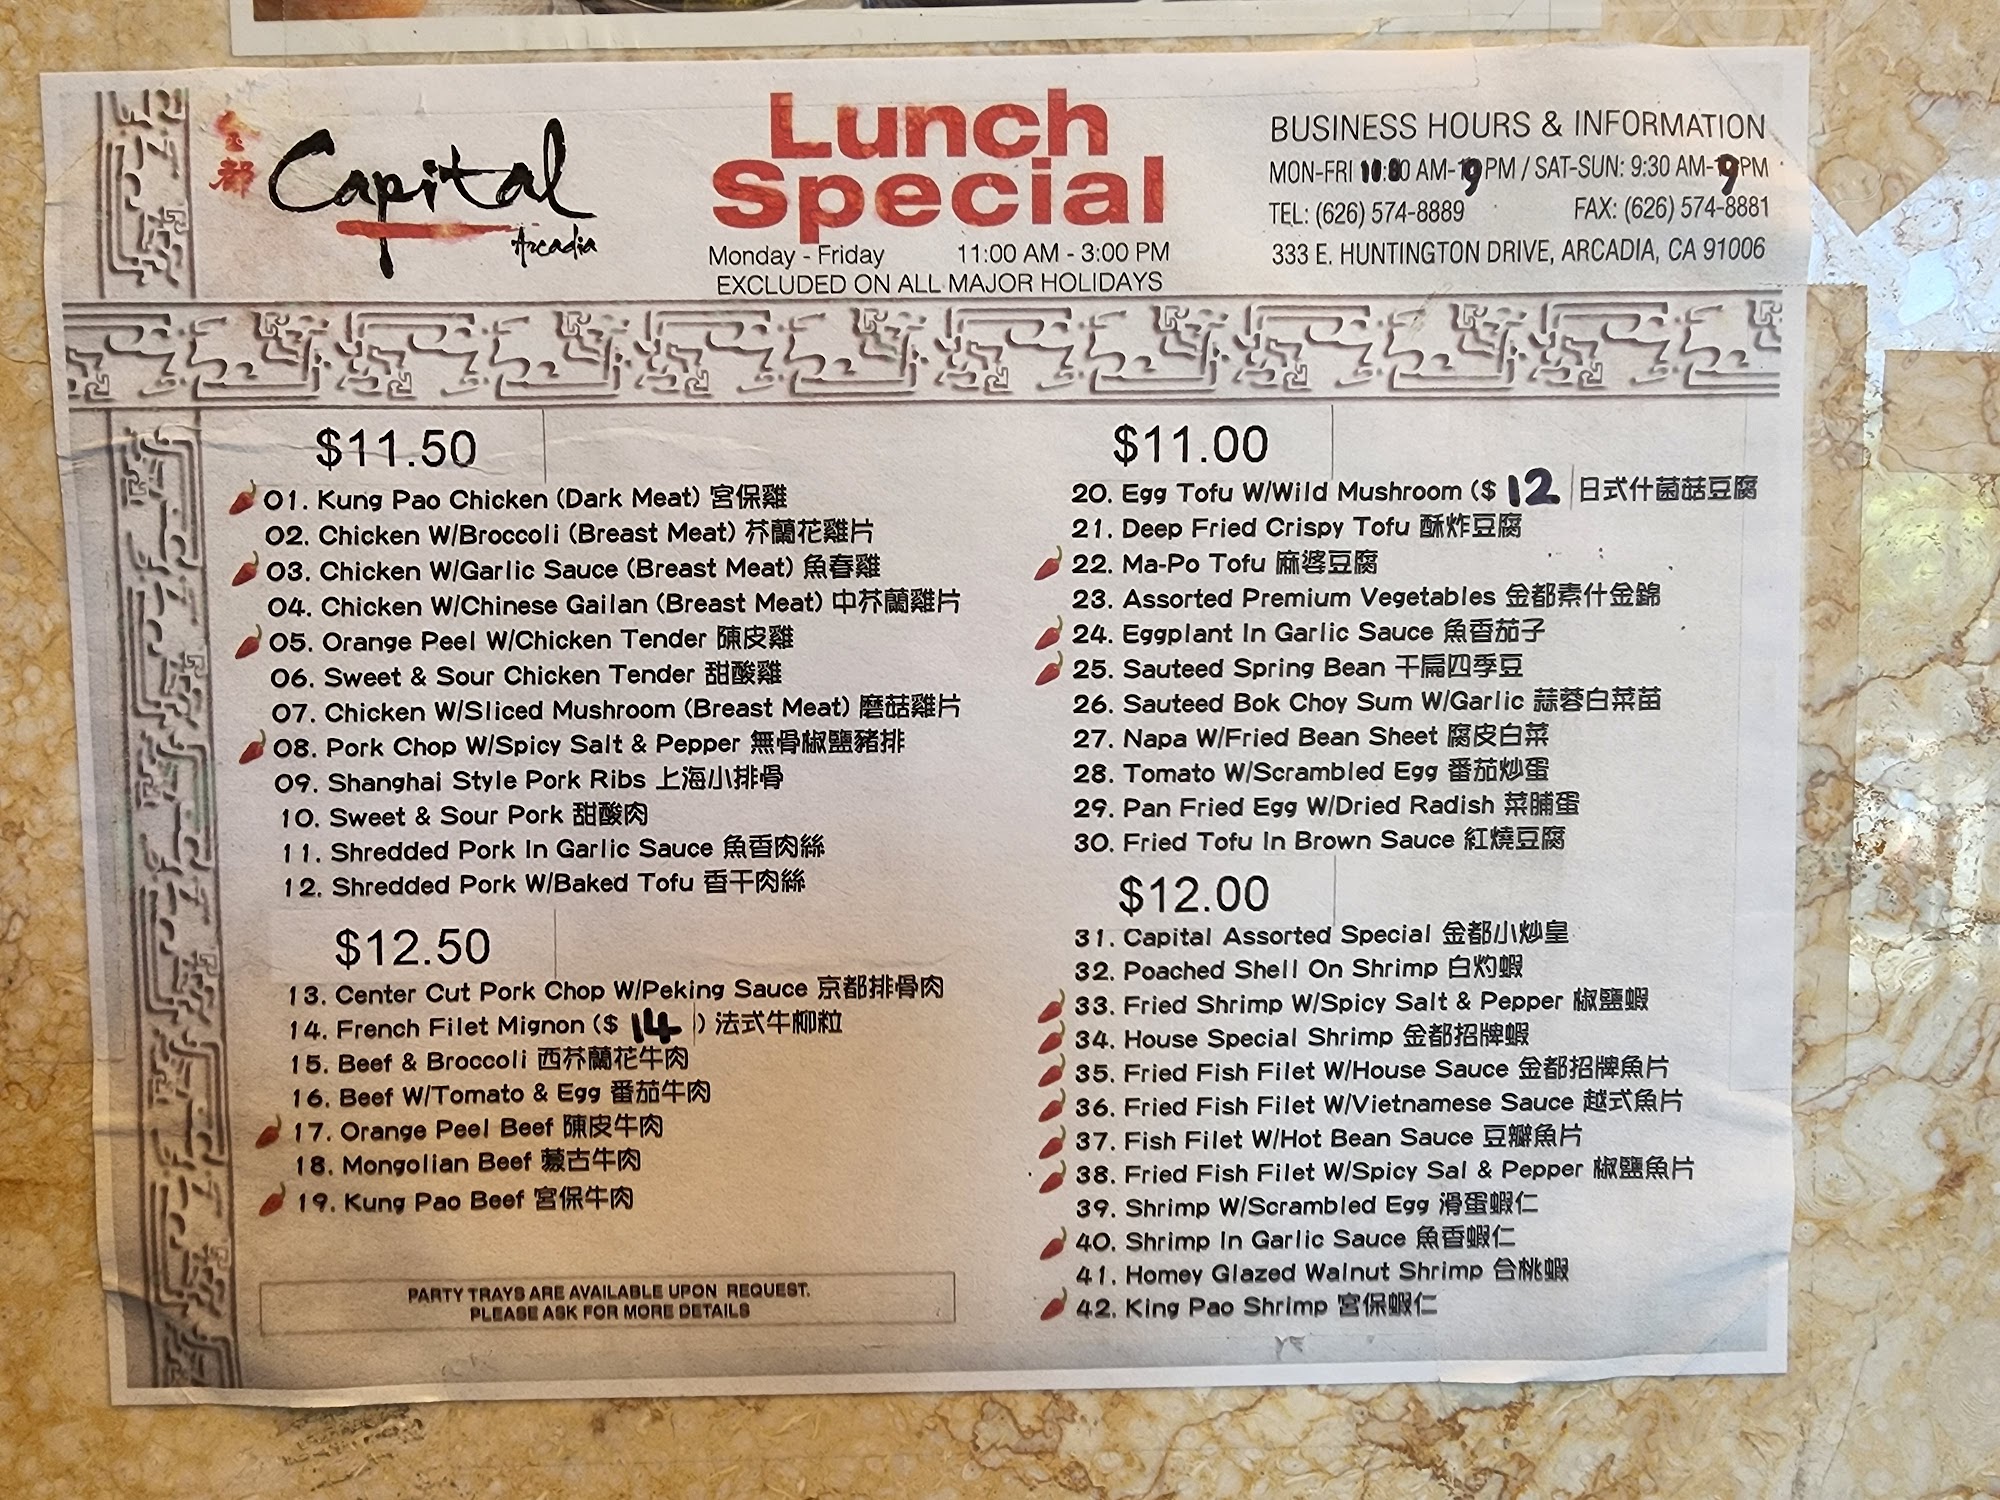 金都
Capital
Arcadia
Lunch
Special
Monday - Friday 11:00 AM - 3:00 PM
EXCLUDED ON ALL MAJOR HOLIDAYS
BUSINESS HOURS & INFORMATION
MON-FRI AM-9 PM / SAT-SUN: 9:30 AM-9PM
TEL: (626) 574-8889 FAX: (626) 574-8881
333 E. HUNTINGTON DRIVE, ARCADIA, CA 91006
$11.50
01. Kung Pao Chicken (Dark Meat) 宮保雞
02. Chicken W/Broccoli (Breast Meat) 芥蘭花雞片
03. Chicken W/Garlic Sauce (Breast Meat) 魚春雞
04. Chicken W/Chinese Gailan (Breast Meat) 中芥蘭雞片
05. Orange Peel W/Chicken Tender 陳皮雞
06. Sweet & Sour Chicken Tender 甜酸雞
07. Chicken W/Sliced Mushroom (Breast Meat) 磨菇雞片
08. Pork Chop W/Spicy Salt & Pepper 無骨椒鹽豬排
09. Shanghai Style Pork Ribs 上海小排骨
10. Sweet & Sour Pork 甜酸肉
11. Shredded Pork In Garlic Sauce 魚香肉絲
12. Shredded Pork W/Baked Tofu 香干肉絲
$12.50
13. Center Cut Pork Chop W/Peking Sauce 京都排骨肉
14. French Filet Mignon ($ 14 ) 法式牛柳粒
15. Beef & Broccoli 西芥蘭花牛肉
16. Beef W/Tomato & Egg 番茄牛肉
17. Orange Peel Beef 陳皮牛肉
18. Mongolian Beef 蒙古牛肉
19. Kung Pao Beef 宮保牛肉
PARTY TRAYS ARE AVAILABLE UPON REQUEST.
PLEASE ASK FOR MORE DETAILS
$11.00
20. Egg Tofu W/Wild Mushroom ($ 12 日式什菌菇豆腐
21. Deep Fried Crispy Tofu 酥炸豆腐
22. Ma-Po Tofu 麻婆豆腐
23. Assorted Premium Vegetables 金都素什金錦
24. Eggplant In Garlic Sauce 魚香茄子
25. Sauteed Spring Bean 干扁四季豆
26. Sauteed Bok Choy Sum W/Garlic 蒜蓉白菜苗
27. Napa W/Fried Bean Sheet 腐皮白菜
28. Tomato W/Scrambled Egg 番茄炒蛋
29. Pan Fried Egg W/Dried Radish 菜脯蛋
30. Fried Tofu In Brown Sauce 紅燒豆腐
$12.00
31. Capital Assorted Special 金都小炒皇
32. Poached Shell On Shrimp 白灼蝦
33. Fried Shrimp W/Spicy Salt & Pepper 椒鹽蝦
34. House Special Shrimp 金都招牌蝦
35. Fried Fish Filet W/House Sauce 金都招牌魚片
36. Fried Fish Filet W/Vietnamese Sauce 越式魚片
37. Fish Filet W/Hot Bean Sauce 豆瓣魚片
38. Fried Fish Filet W/Spicy Sal & Pepper 椒鹽魚片
39. Shrimp W/Scrambled Egg 滑蛋蝦仁
40. Shrimp In Garlic Sauce 魚香蝦仁
41. Homey Glazed Walnut Shrimp 合桃蝦
42. King Pao Shrimp 宮保蝦仁